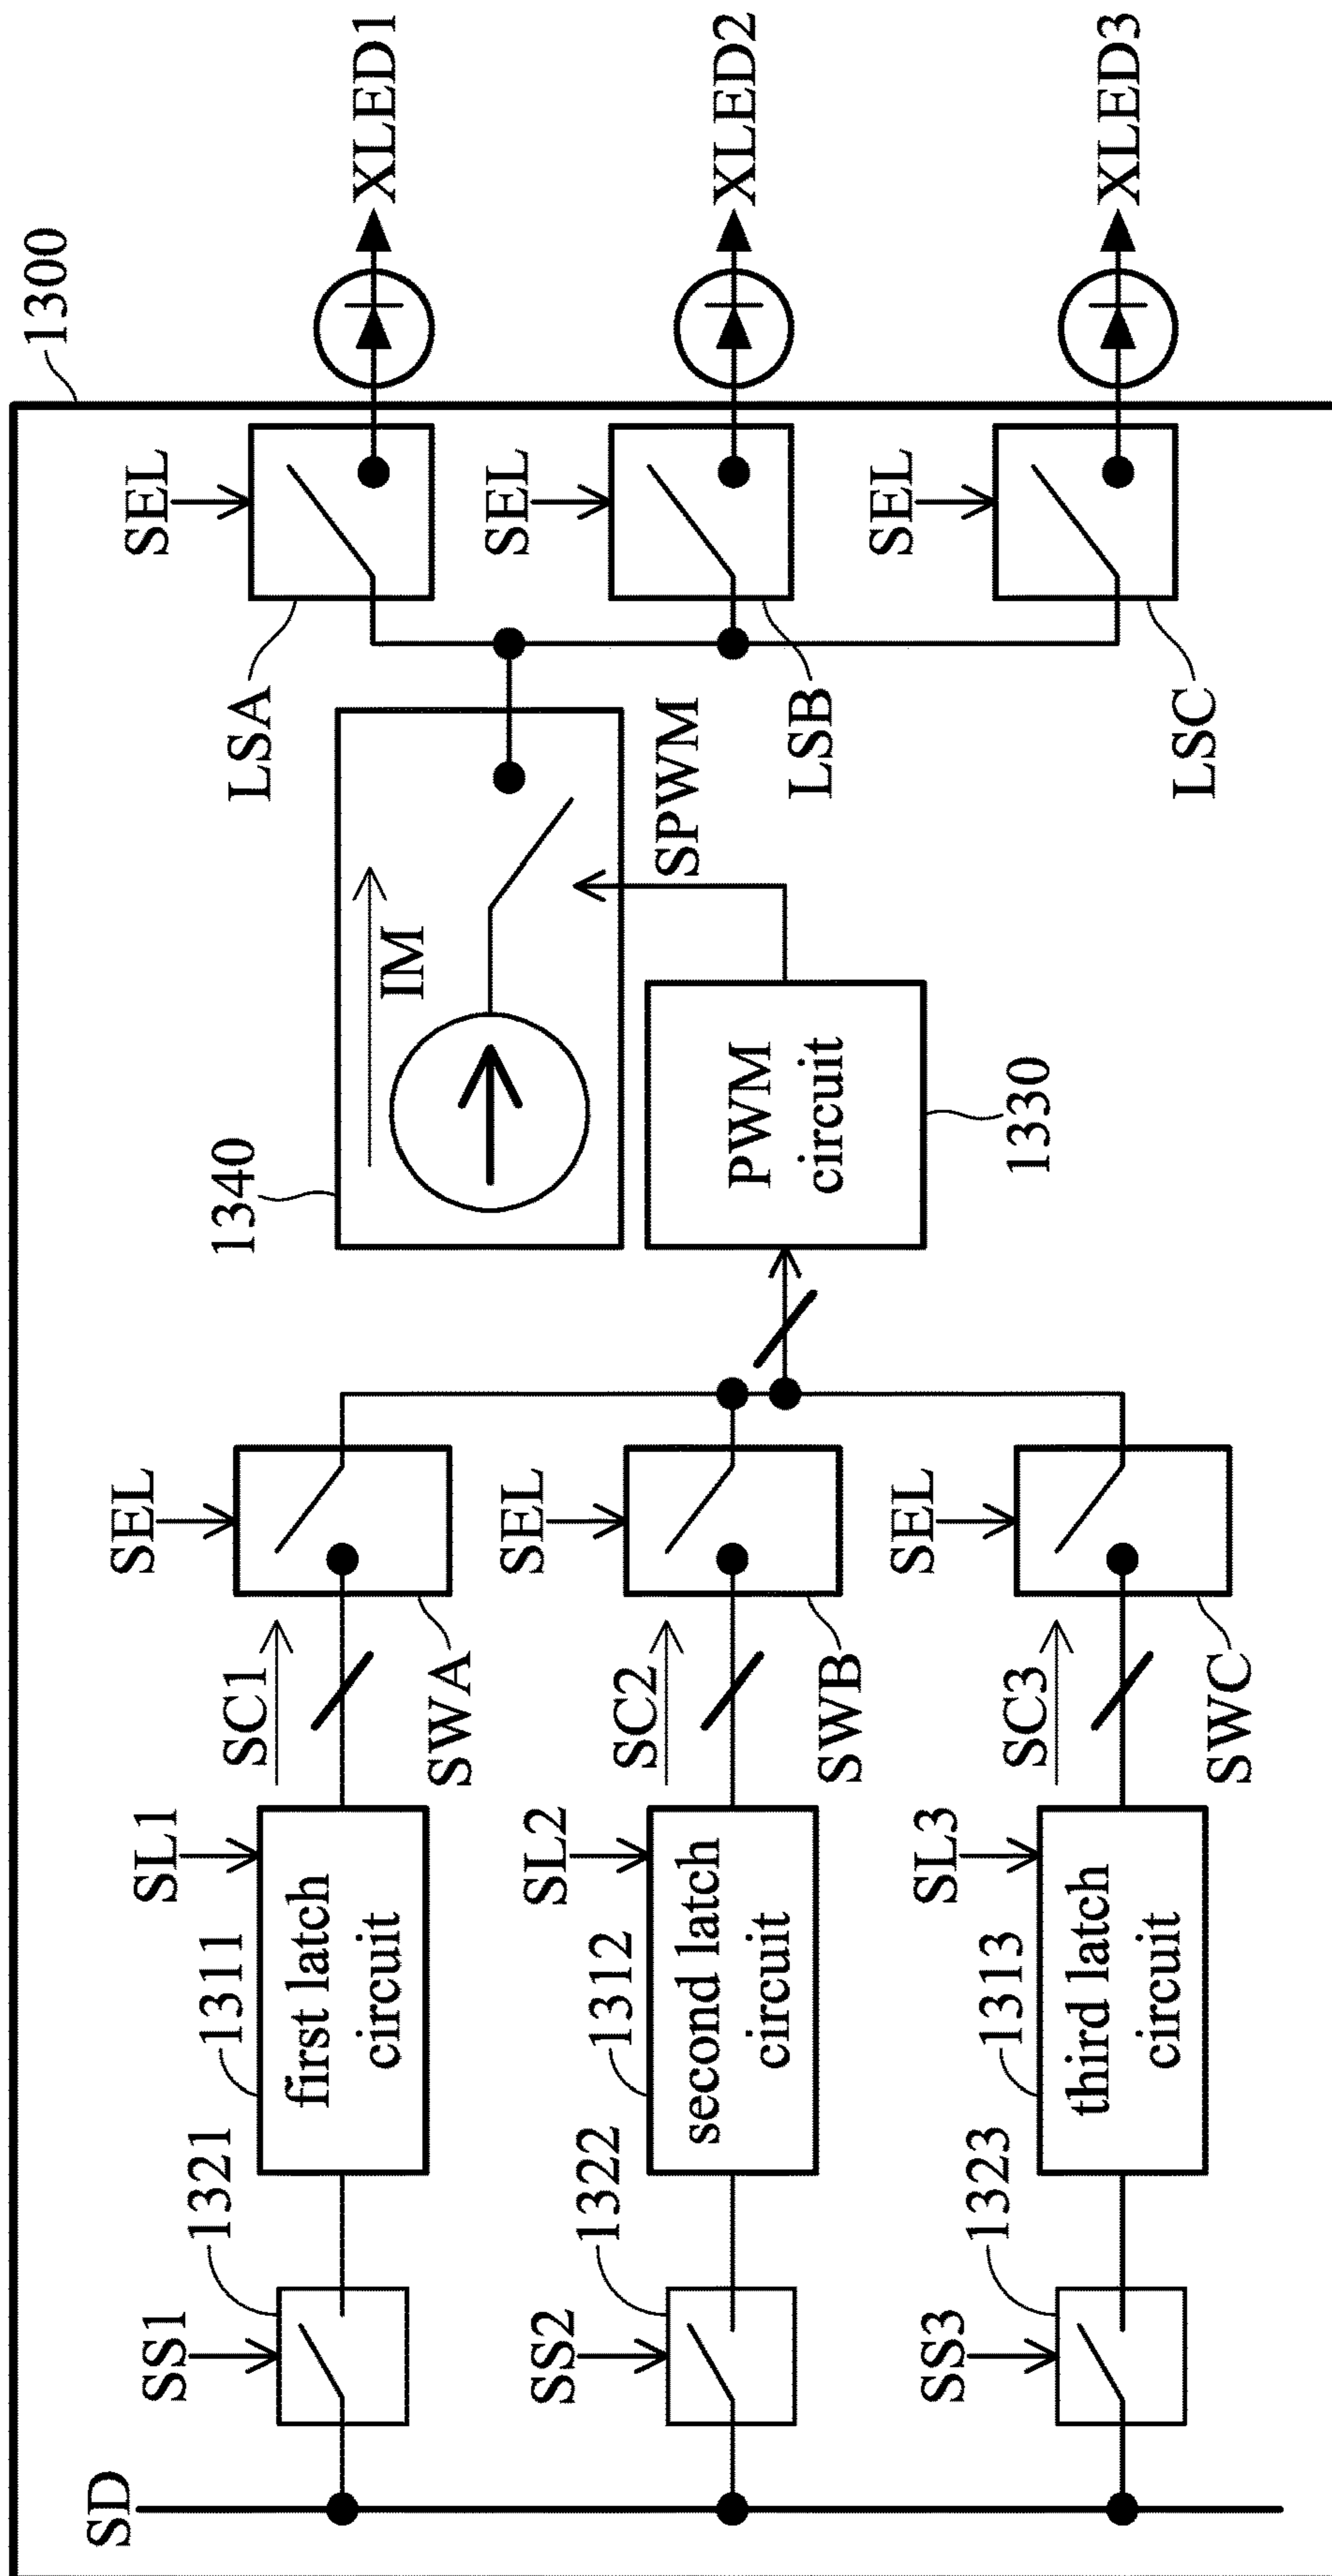 1300
SD
SS1
1321
1311
SL1
first latch
circuit
SC1
SEL
SWA
SS2
1322
1312
SL2
second latch
circuit
SC2
SEL
SWB
SS3
1323
1313
SL3
third latch
circuit
SC3
SEL
SWC
1340
IM
SPWM
PWM
circuit
1330
LSA
SEL
XLED1
LSB
SEL
XLED2
LSC
SEL
XLED3